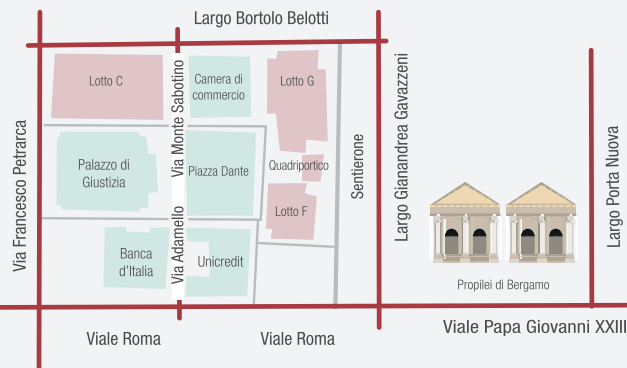 Largo Bortolo Belotti
Lotto C
Via Monte Sabotino
Camera di
commercio
Lotto G
Via Francesco Petrarca
Palazzo di
Giustizia
Piazza Dante
Quadriportico
Sentierone
Largo Gianandrea Gavazzeni
Largo Porta Nuova
Lotto F
Banca
d'Italia
Via Adamello
Unicredit
Propilei di Bergamo
Viale Roma
Viale Roma
Viale Papa Giovanni XXIII